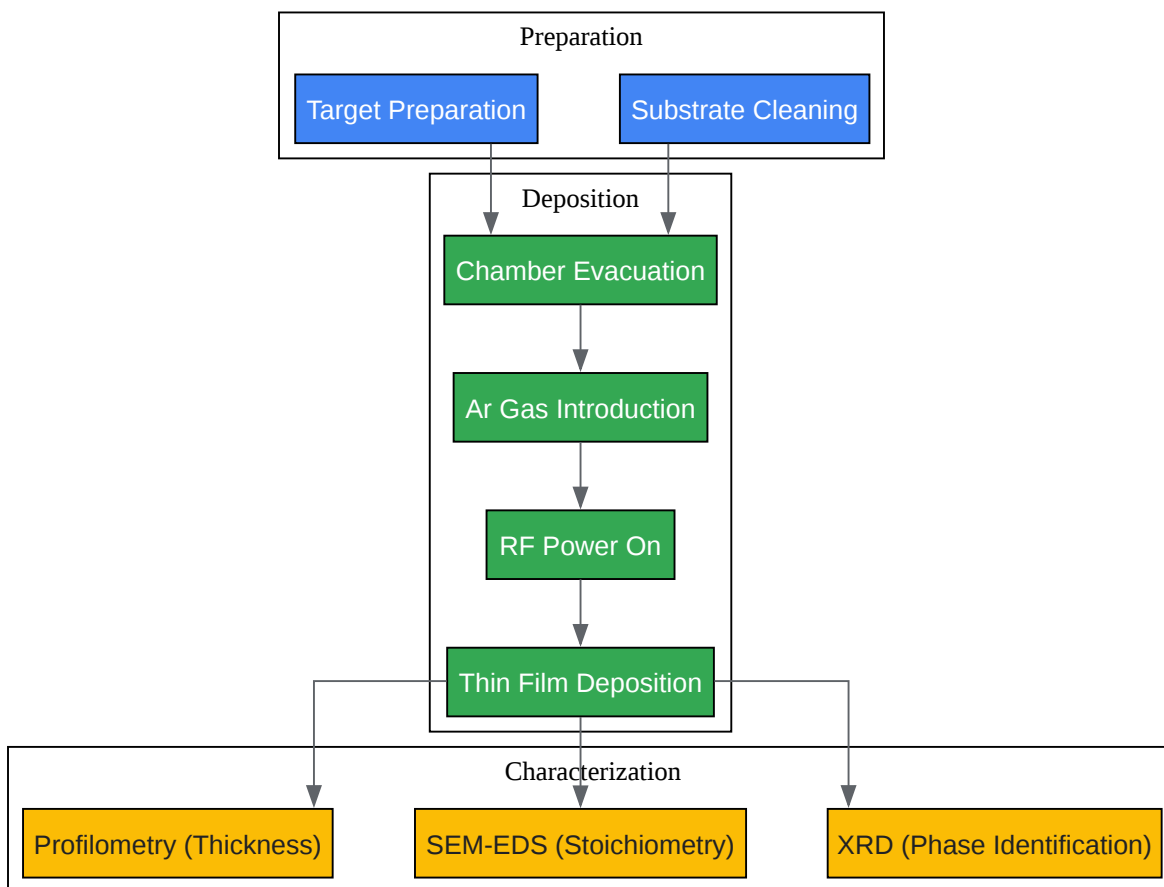 Preparation
Target Preparation
Substrate Cleaning
Deposition
Chamber Evacuation
Ar Gas Introduction
RF Power On
Thin Film Deposition
Characterization
Profilometry (Thickness)
SEM-EDS (Stoichiometry)
XRD (Phase Identification)